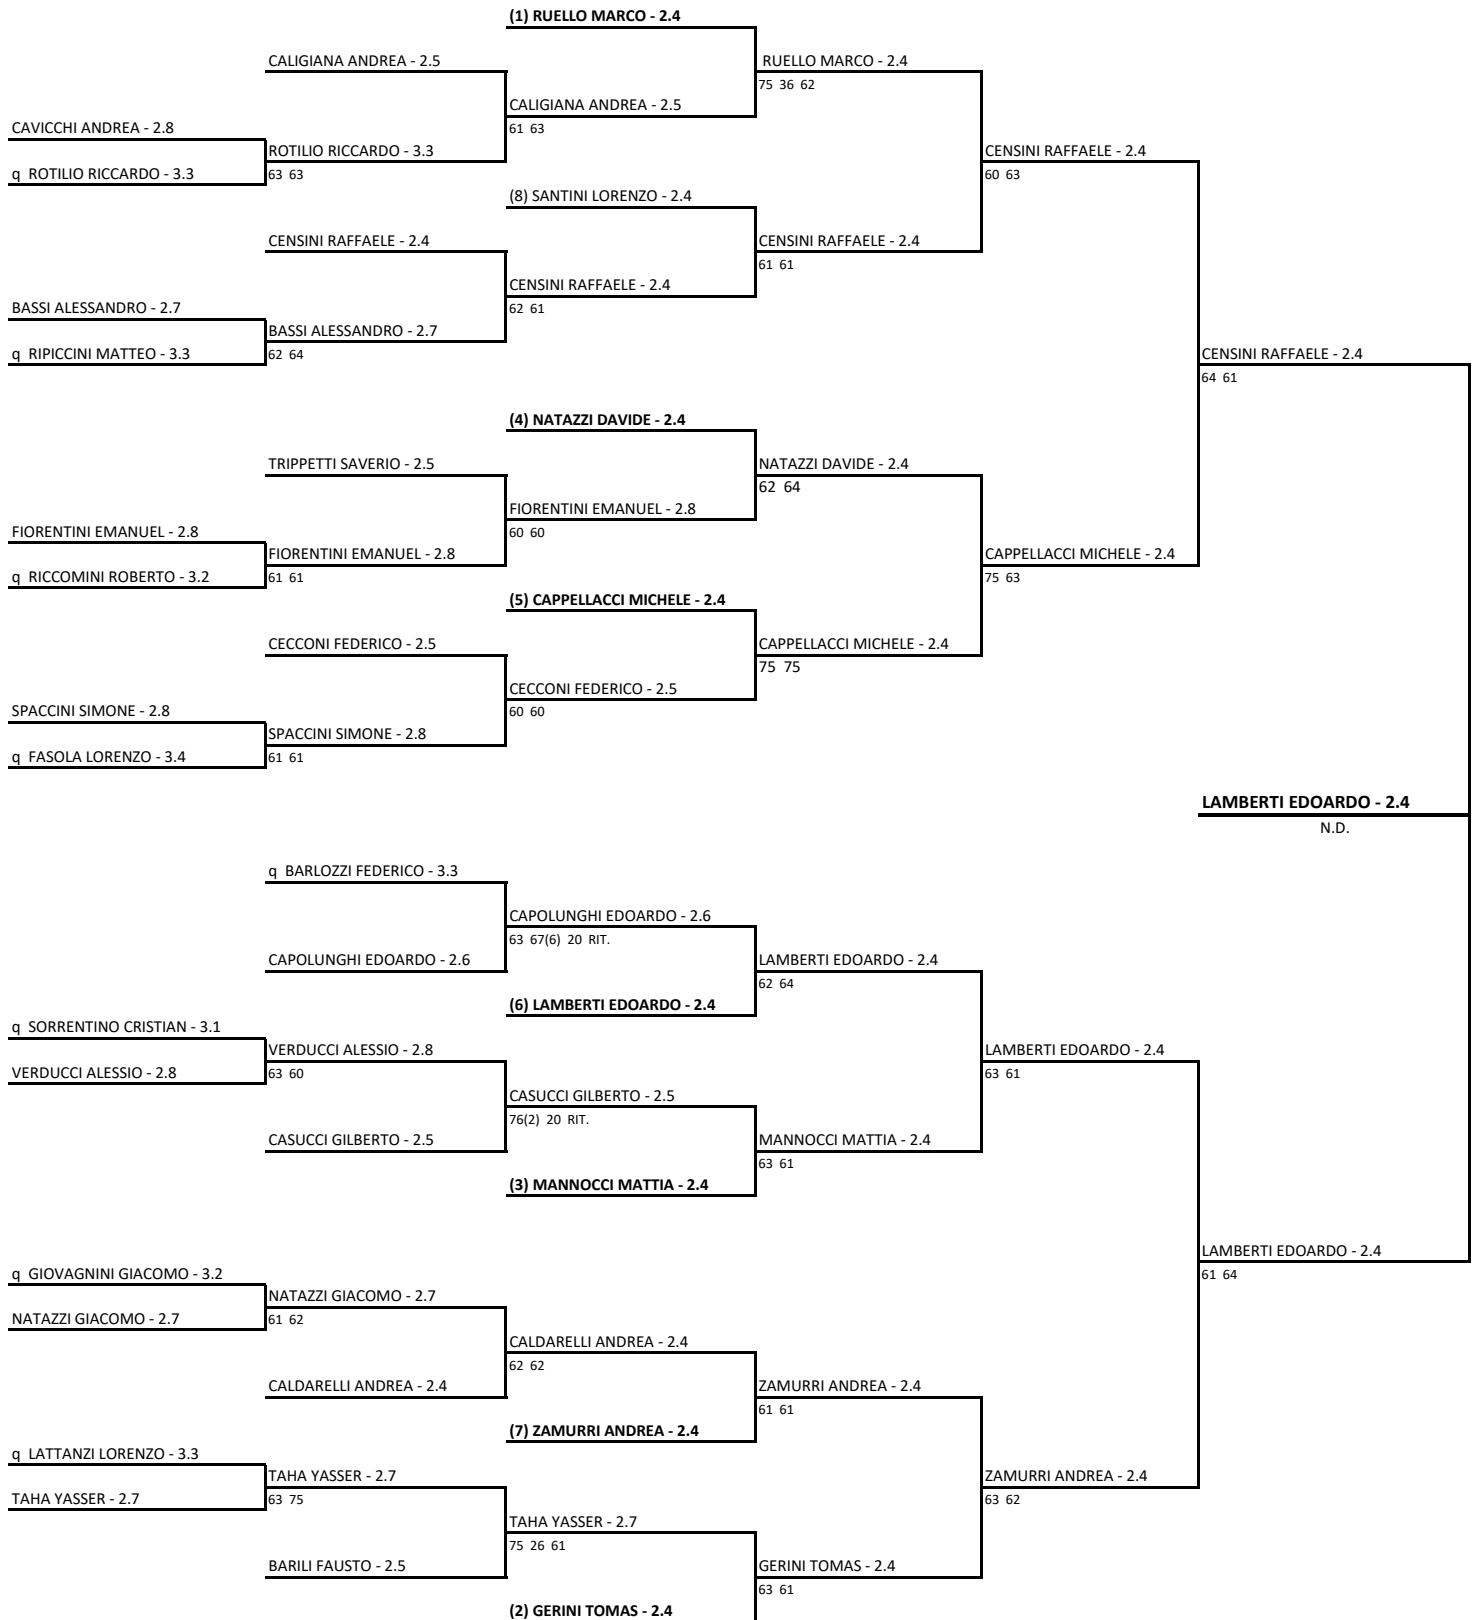 (1) RUELLO MARCO - 2.4
CALIGIANA ANDREA - 2.5
RUELLO MARCO - 2.4
75 36 62
CALIGIANA ANDREA - 2.5
61 63
CAVICCHI ANDREA - 2.8
ROTILIO RICCARDO - 3.3
63 63
CENSINI RAFFAELE - 2.4
60 63
q ROTILIO RICCARDO - 3.3
(8) SANTINI LORENZO - 2.4
CENSINI RAFFAELE - 2.4
CENSINI RAFFAELE - 2.4
61 61
CENSINI RAFFAELE - 2.4
62 61
BASSI ALESSANDRO - 2.7
BASSI ALESSANDRO - 2.7
62 64
q RIPICCINI MATTEO - 3.3
CENSINI RAFFAELE - 2.4
64 61
(4) NATAZZI DAVIDE - 2.4
TRIPPETTI SAVERIO - 2.5
NATAZZI DAVIDE - 2.4
62 64
FIORENTINI EMANUEL - 2.8
60 60
FIORENTINI EMANUEL - 2.8
FIORENTINI EMANUEL - 2.8
61 61
CAPPELLACCI MICHELE - 2.4
75 63
q RICCOMINI ROBERTO - 3.2
(5) CAPPELLACCI MICHELE - 2.4
CECCONI FEDERICO - 2.5
CAPPELLACCI MICHELE - 2.4
75 75
CECCONI FEDERICO - 2.5
60 60
SPACCINI SIMONE - 2.8
SPACCINI SIMONE - 2.8
61 61
q FASOLA LORENZO - 3.4
LAMBERTI EDOARDO - 2.4
N.D.
q BARLOZZI FEDERICO - 3.3
CAPOLUNGHI EDOARDO - 2.6
63 67(6) 20 RIT.
CAPOLUNGHI EDOARDO - 2.6
LAMBERTI EDOARDO - 2.4
62 64
(6) LAMBERTI EDOARDO - 2.4
q SORRENTINO CRISTIAN - 3.1
VERDUCCI ALESSIO - 2.8
63 60
LAMBERTI EDOARDO - 2.4
63 61
VERDUCCI ALESSIO - 2.8
CASUCCI GILBERTO - 2.5
76(2) 20 RIT.
CASUCCI GILBERTO - 2.5
MANNOCCI MATTIA - 2.4
63 61
(3) MANNOCCI MATTIA - 2.4
LAMBERTI EDOARDO - 2.4
61 64
q GIOVAGNINI GIACOMO - 3.2
NATAZZI GIACOMO - 2.7
61 62
NATAZZI GIACOMO - 2.7
CALDARELLI ANDREA - 2.4
62 62
CALDARELLI ANDREA - 2.4
ZAMURRI ANDREA - 2.4
61 61
(7) ZAMURRI ANDREA - 2.4
q LATTANZI LORENZO - 3.3
TAHA YASSER - 2.7
63 75
ZAMURRI ANDREA - 2.4
63 62
TAHA YASSER - 2.7
TAHA YASSER - 2.7
75 26 61
BARILI FAUSTO - 2.5
GERINI TOMAS - 2.4
63 61
(2) GERINI TOMAS - 2.4